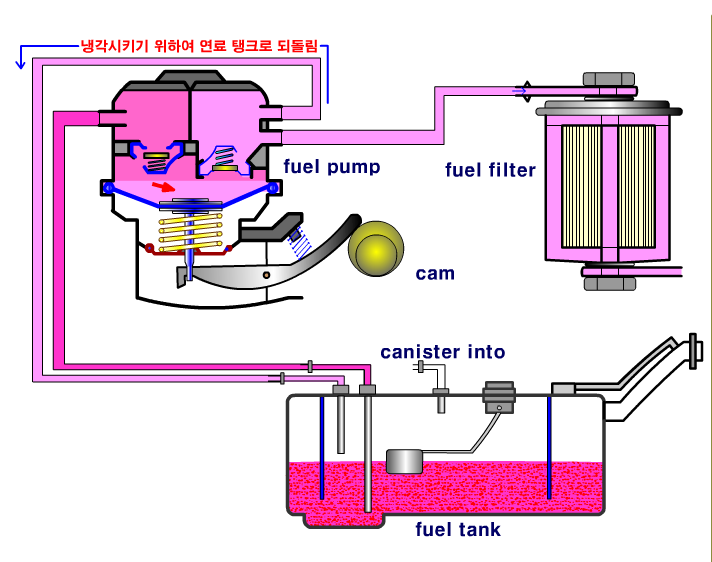 냉각시키기 위하여 연료 탱크로 되돌림
fuel pump
fuel filter
cam
canister into
fuel tank